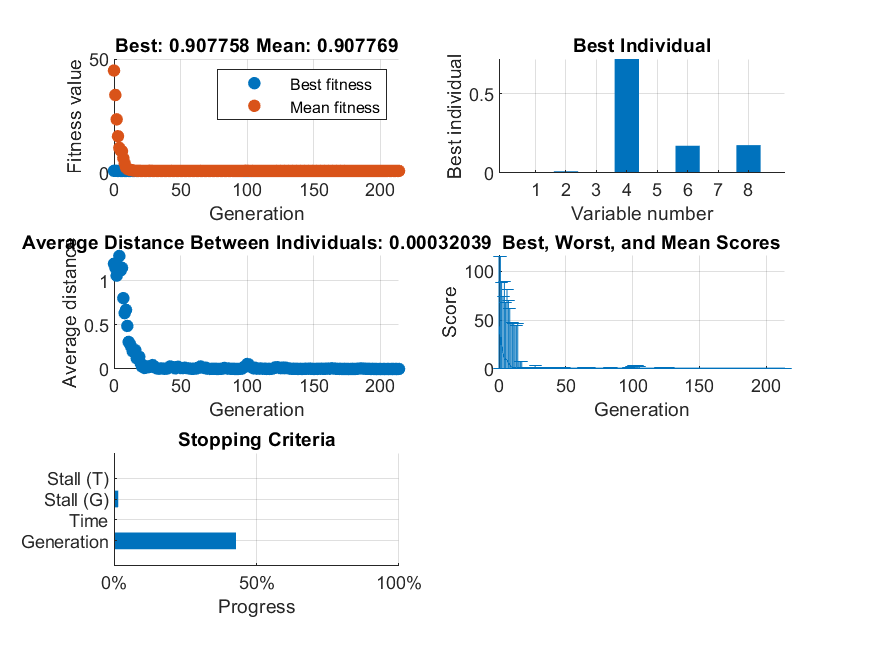 Best: 0.907758 Mean: 0.907769
Fitness value
50
0
Best fitness
Mean fitness
0 50 100 150 200
Generation
Best Individual
Best individual
0.5
0
1 2 3 4 5 6 7 8
Variable number
Average Distance Between Individuals: 0.00032039
Average distance
1
0.5
0
0 50 100 150 200
Generation
Best, Worst, and Mean Scores
Score
100
50
0
0 50 100 150 200
Generation
Stopping Criteria
Stall (T)
Stall (G)
Time
Generation
0% 50% 100%
Progress